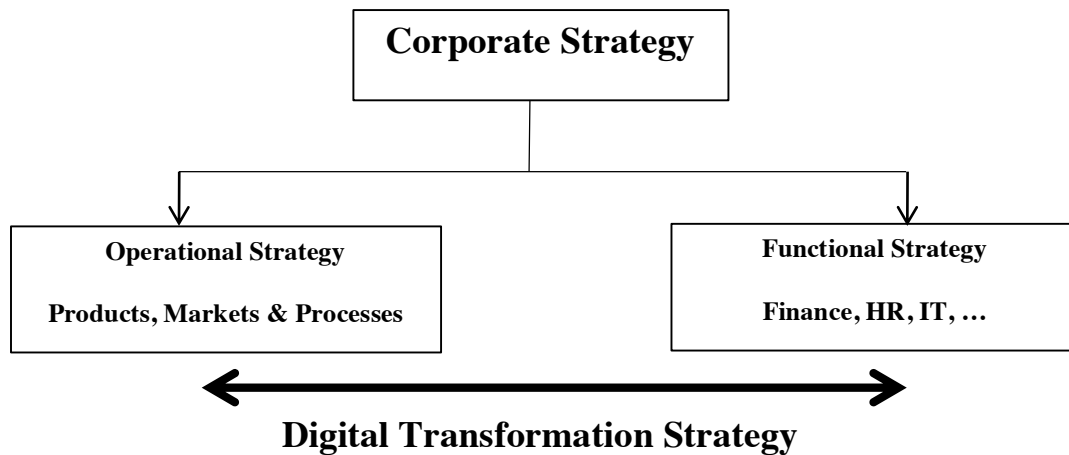 Corporate Strategy
Operational Strategy
Products, Markets & Processes
Functional Strategy
Finance, HR, IT, …
Digital Transformation Strategy